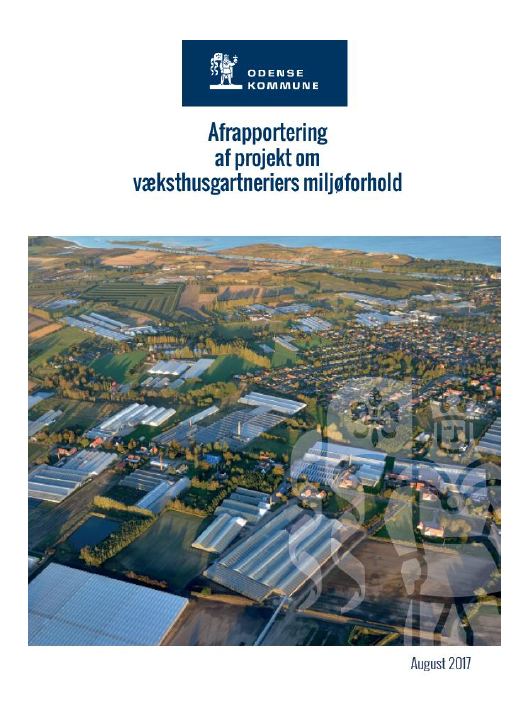 ODENSE
KOMMUNE
Afrapportering
af projekt om
væksthusgartneriers miljøforhold
August 2017